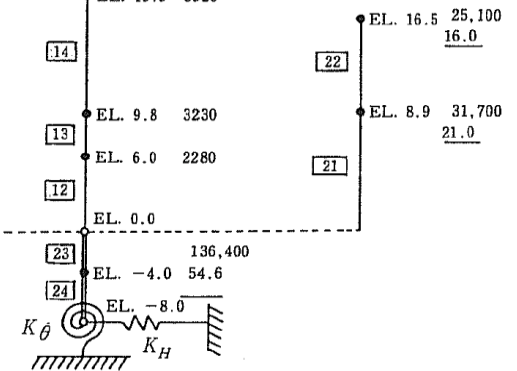 EL. 16.5 25,100
16.0
14
22
EL. 9.8 3230
EL. 8.9 31,700
21.0
13
EL. 6.0 2280
21
12
EL. 0.0
23
136,400
EL. -4.0 54.6
24
EL. -8.0
Kθ
KH